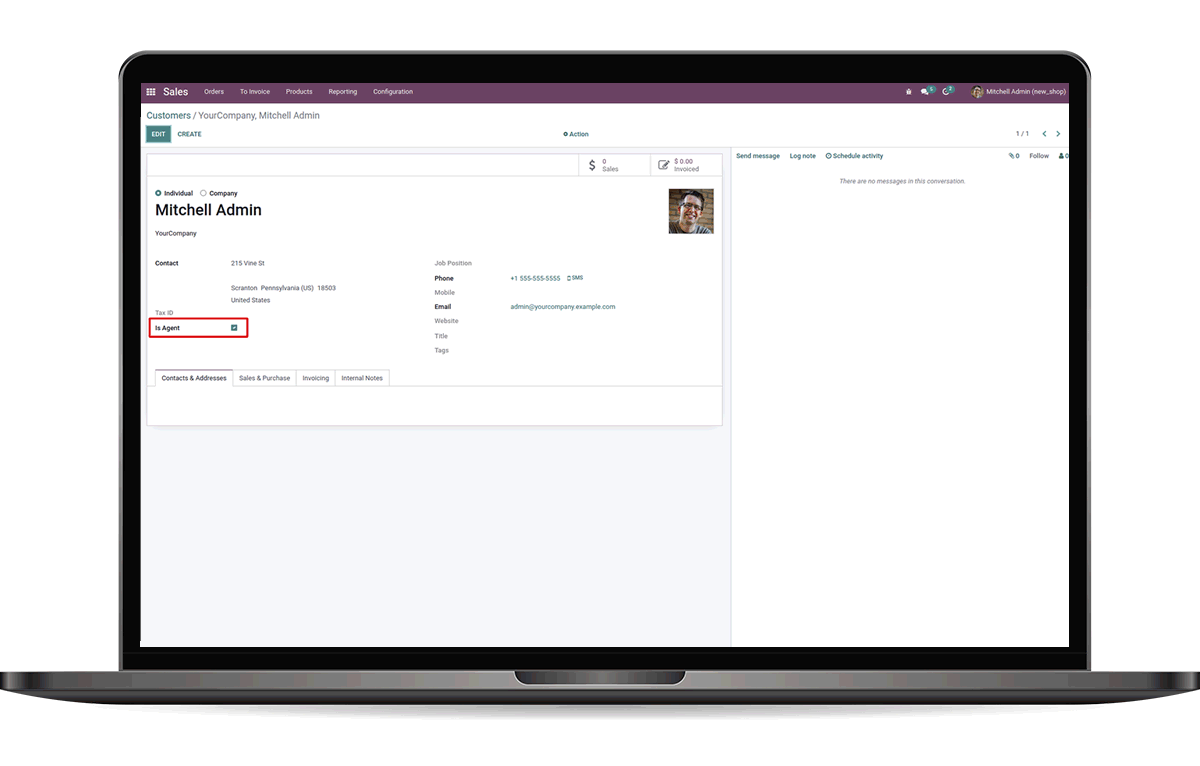 Sales Orders To Invoice Products Reporting Configuration 5 2 Mitchell Admin (new_shop)
Customers / YourCompany, Mitchell Admin
EDIT CREATE Action 1 / 1
0 Sales
$ 0.00 Invoiced
Send message Log note Schedule activity 0 Follow 0
There are no messages in this conversation.
Individual Company
Mitchell Admin
YourCompany
Contact 215 Vine St
Scranton Pennsylvania (US) 18503
United States
Tax ID
Is Agent
Job Position
Phone +1 555-555-5555 SMS
Mobile
Email admin@yourcompany.example.com
Website
Title
Tags
Contacts & Addresses Sales & Purchase Invoicing Internal Notes